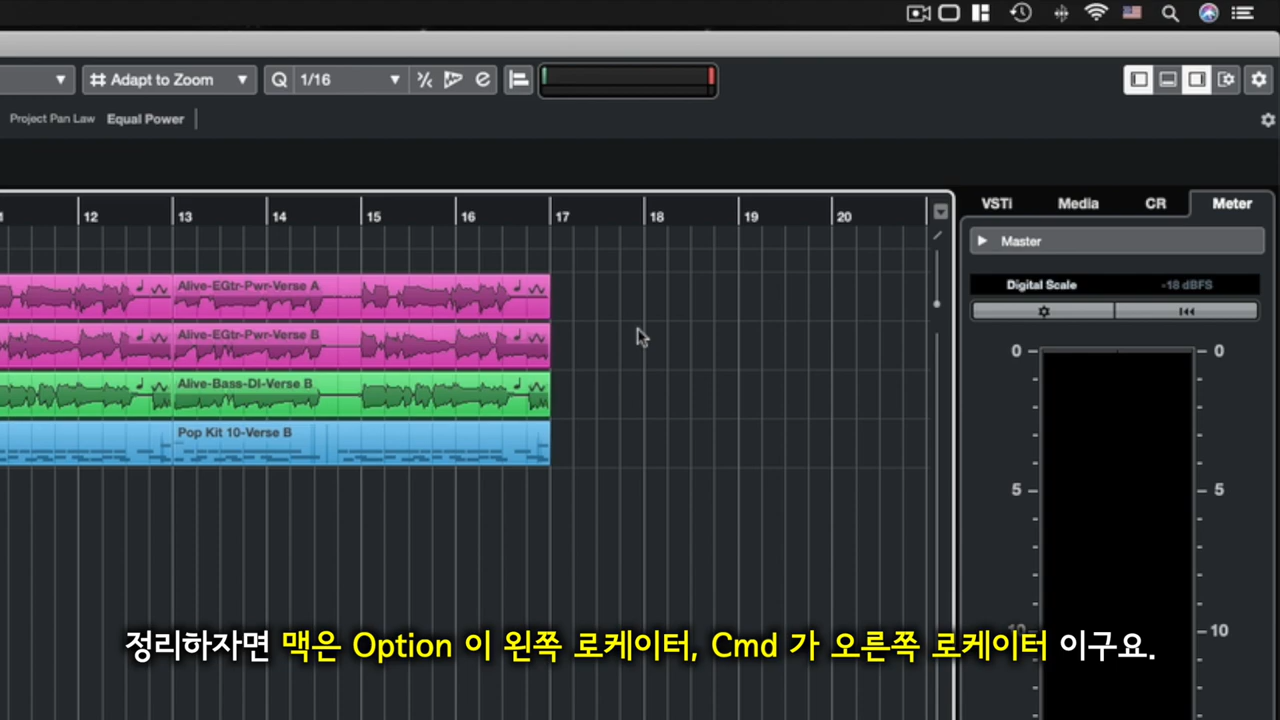 Adapt to Zoom
1/16
Project Pan Law Equal Power
12 13 14 15 16 17 18 19 20
VSTi Media CR Meter
Master
Digital Scale -18 dBFS
Alive-EGtr-Pwr-Verse A
Alive-EGtr-Pwr-Verse B
Alive-Bass-DI-Verse B
Pop Kit 10-Verse B
0 0
5 5
10 10
정리하자면 맥은 Option 이 왼쪽 로케이터, Cmd 가 오른쪽 로케이터 이구요.